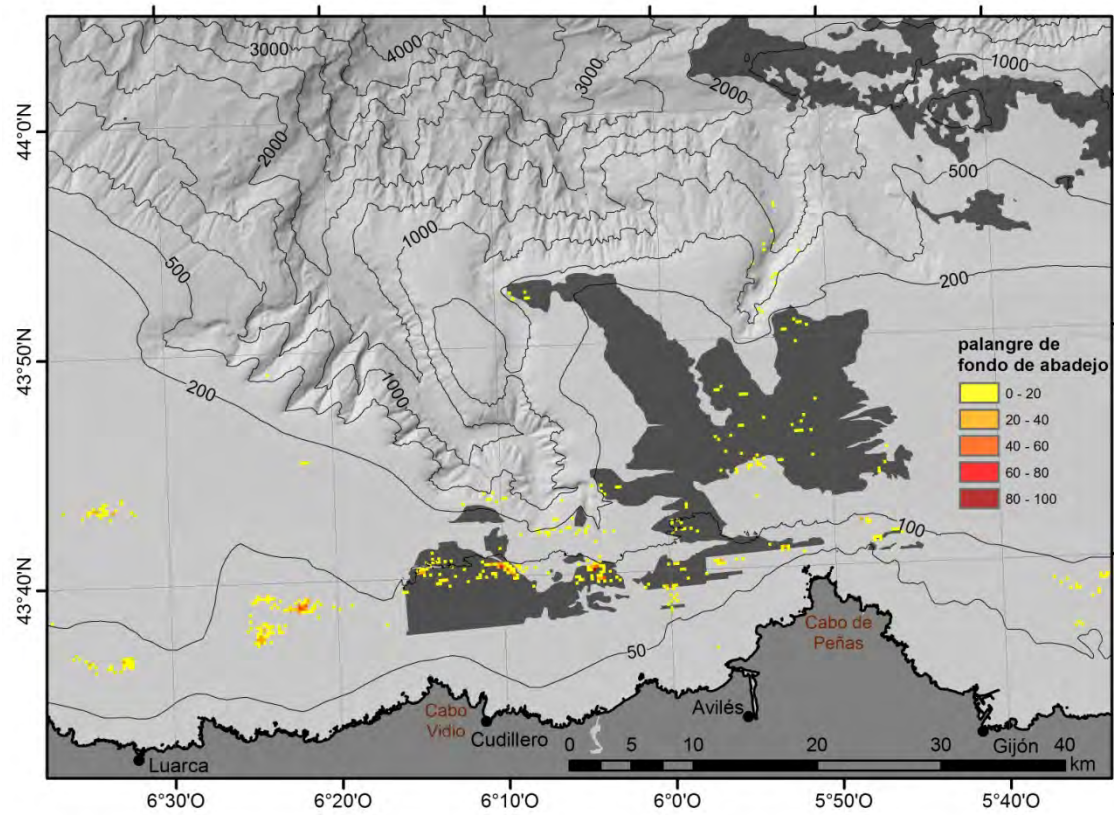 3000
4000
3000
2000
1000
0
2000
500
500
1000
200
200
1000
100
50
44°0'N
43°50'N
43°40'N
palangre de
fondo de abadejo
0 - 20
20 - 40
40 - 60
60 - 80
80 - 100
Cabo de
Peñas
Cabo
Vidio
Cudillero
Avilés
Luarca
Gijón
0 5 10 20 30 40
km
6°30'O 6°20'O 6°10'O 6°0'O 5°50'O 5°40'O